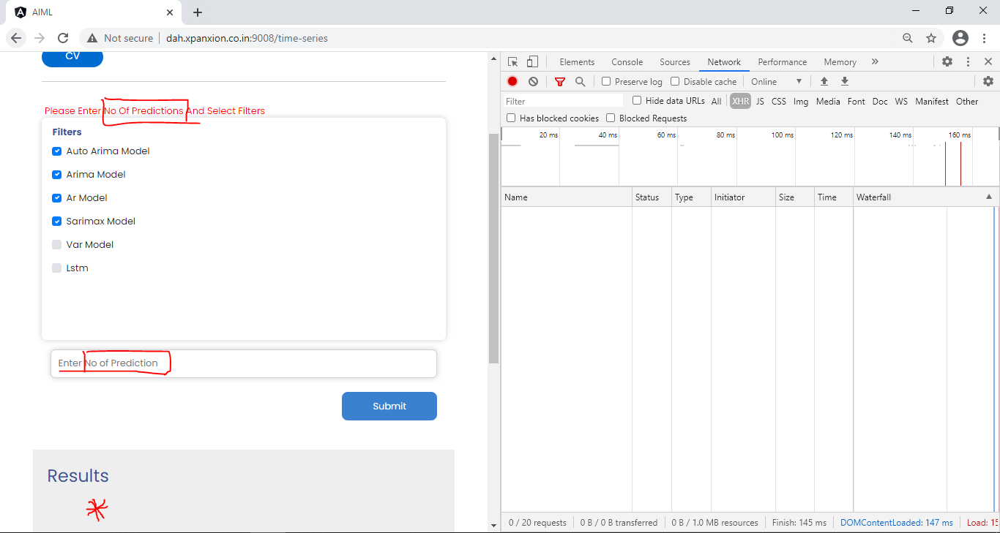 AIML
Not secure dah.xpanxion.co.in:9008/time-series
CV
Please Enter No Of Predictions And Select Filters
Filters
Auto Arima Model
Arima Model
Ar Model
Sarimax Model
Var Model
Lstm
Enter No of Prediction
Submit
Results
Elements Console Sources Network Performance Memory
Preserve log Disable cache Online
Filter Hide data URLs All XHR JS CSS Img Media Font Doc WS Manifest Other
Has blocked cookies Blocked Requests
20 ms 40 ms 60 ms 80 ms 100 ms 120 ms 140 ms 160 ms
Name Status Type Initiator Size Time Waterfall
0 / 20 requests 0 B / 0 B transferred 0 B / 1.0 MB resources Finish: 145 ms DOMContentLoaded: 147 ms Load: